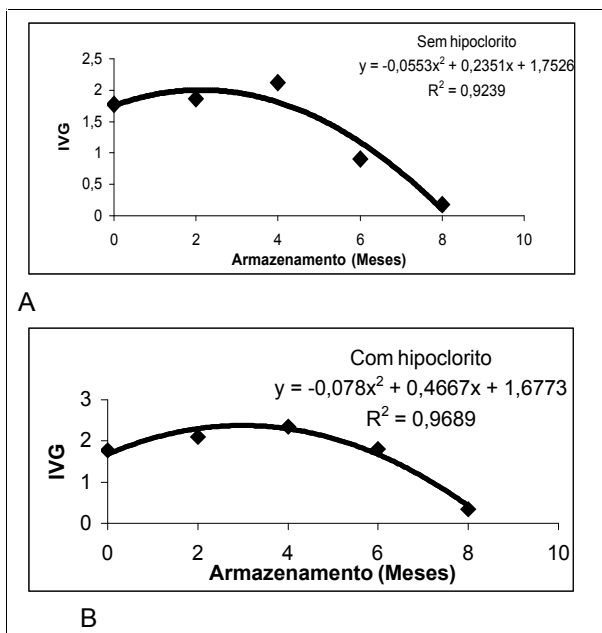 Sem hipoclorito
y = -0,0553x² + 0,2351x + 1,7526
R² = 0,9239
2,5
2
1,5
1
0,5
0
IVG
0 2 4 6 8 10
Armazenamento (Meses)
A
Com hipoclorito
y = -0,078x² + 0,4667x + 1,6773
R² = 0,9689
3
2
1
0
IVG
0 2 4 6 8 10
Armazenamento (Meses)
B